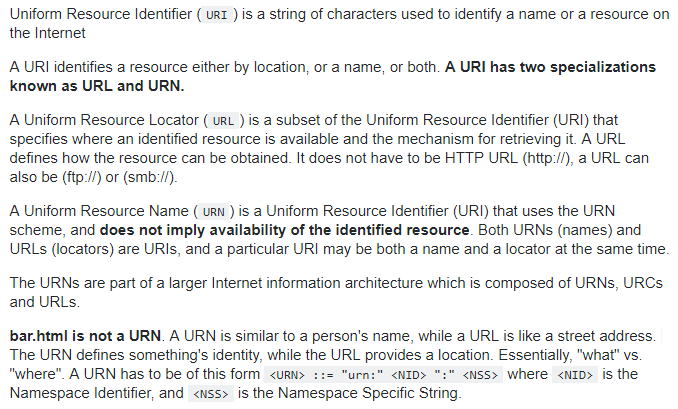 Uniform Resource Identifier ( URI ) is a string of characters used to identify a name or a resource on
the Internet
A URI identifies a resource either by location, or a name, or both. A URI has two specializations
known as URL and URN.
A Uniform Resource Locator ( URL ) is a subset of the Uniform Resource Identifier (URI) that
specifies where an identified resource is available and the mechanism for retrieving it. A URL
defines how the resource can be obtained. It does not have to be HTTP URL (http://), a URL can
also be (ftp://) or (smb://).
A Uniform Resource Name ( URN ) is a Uniform Resource Identifier (URI) that uses the URN
scheme, and does not imply availability of the identified resource. Both URNs (names) and
URLs (locators) are URIs, and a particular URI may be both a name and a locator at the same time.
The URNs are part of a larger Internet information architecture which is composed of URNs, URCs
and URLs.
bar.html is not a URN. A URN is similar to a person's name, while a URL is like a street address.
The URN defines something's identity, while the URL provides a location. Essentially, "what" vs.
"where". A URN has to be of this form <URN> ::= "urn:" <NID> ":" <NSS> where <NID> is the
Namespace Identifier, and <NSS> is the Namespace Specific String.